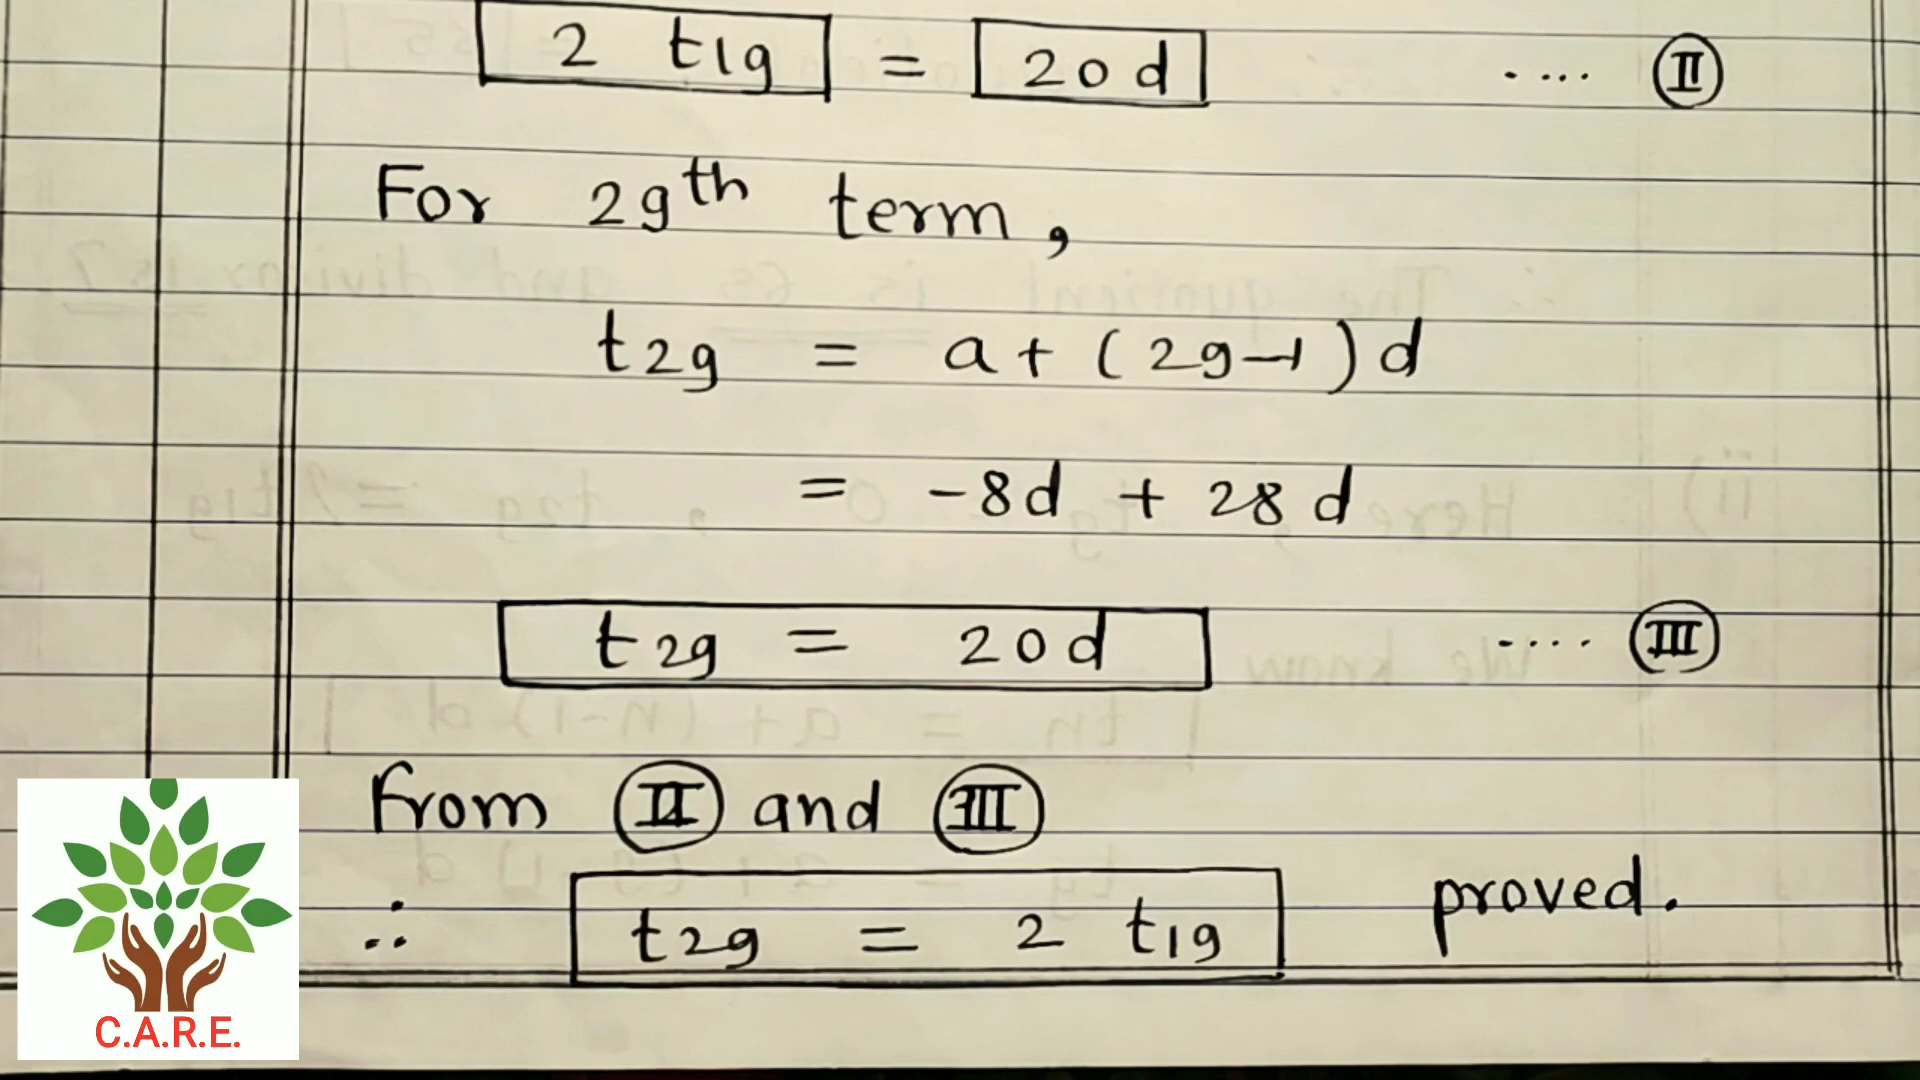 2 t19 = 20d .... II
For 29th term,
t29 = a + (29-1)d
= -8d + 28d
t29 = 20d .... III
From II and III
∴ t29 = 2 t19 proved.
C.A.R.E.